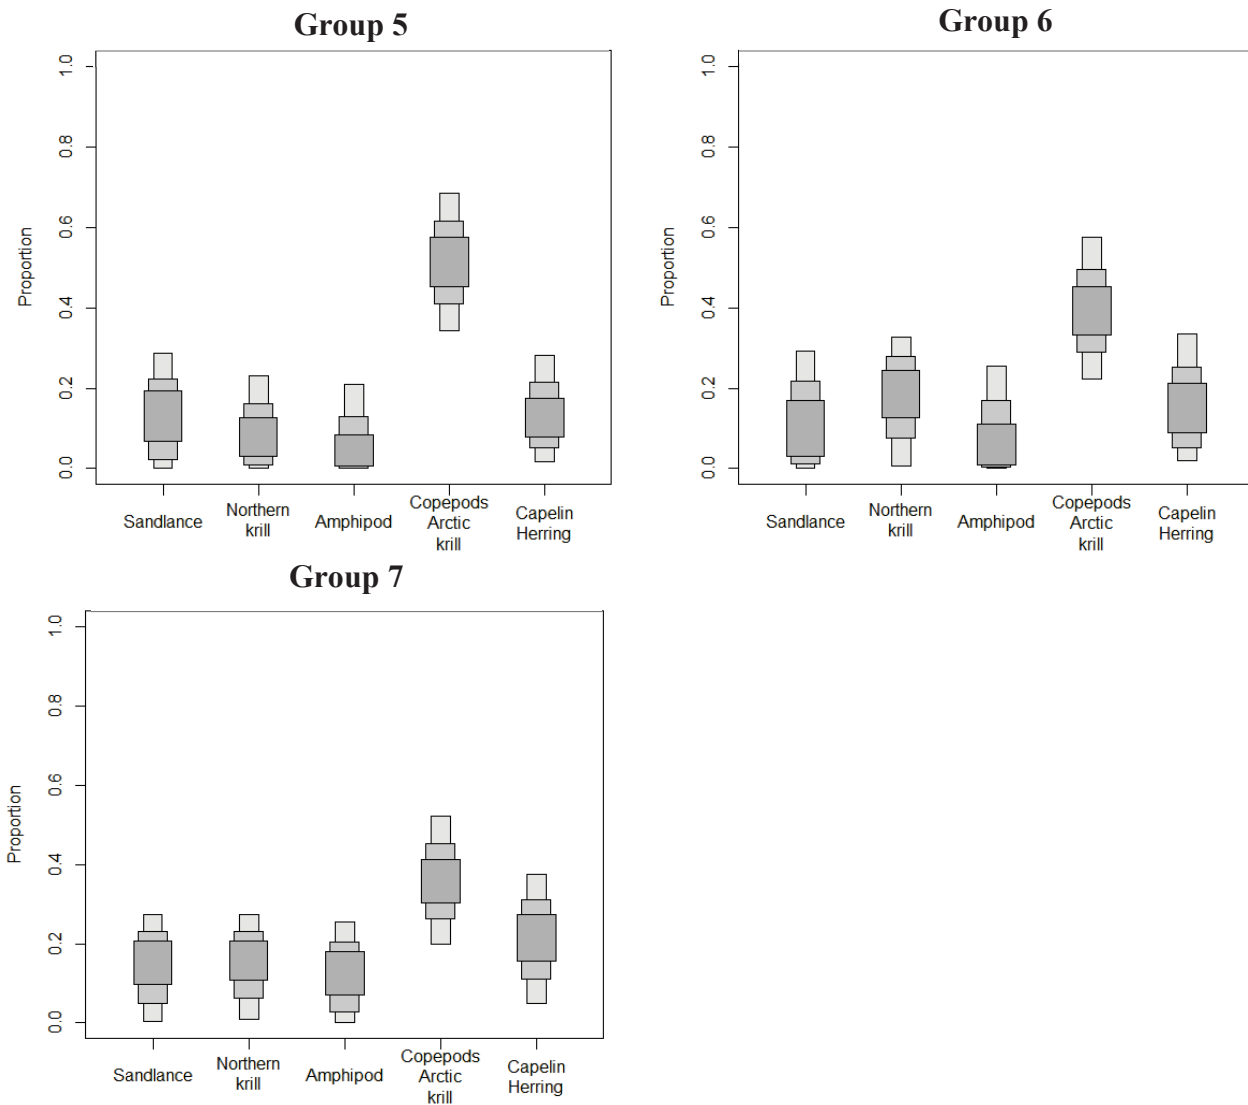 Group 5
1.0
0.8
0.6
0.4
0.2
0.0
Proportion
Sandlance
Northern
krill
Amphipod
Copepods
Arctic
krill
Capelin
Herring
Group 6
1.0
0.8
0.6
0.4
0.2
0.0
Proportion
Sandlance
Northern
krill
Amphipod
Copepods
Arctic
krill
Capelin
Herring
Group 7
1.0
0.8
0.6
0.4
0.2
0.0
Proportion
Sandlance
Northern
krill
Amphipod
Copepods
Arctic
krill
Capelin
Herring